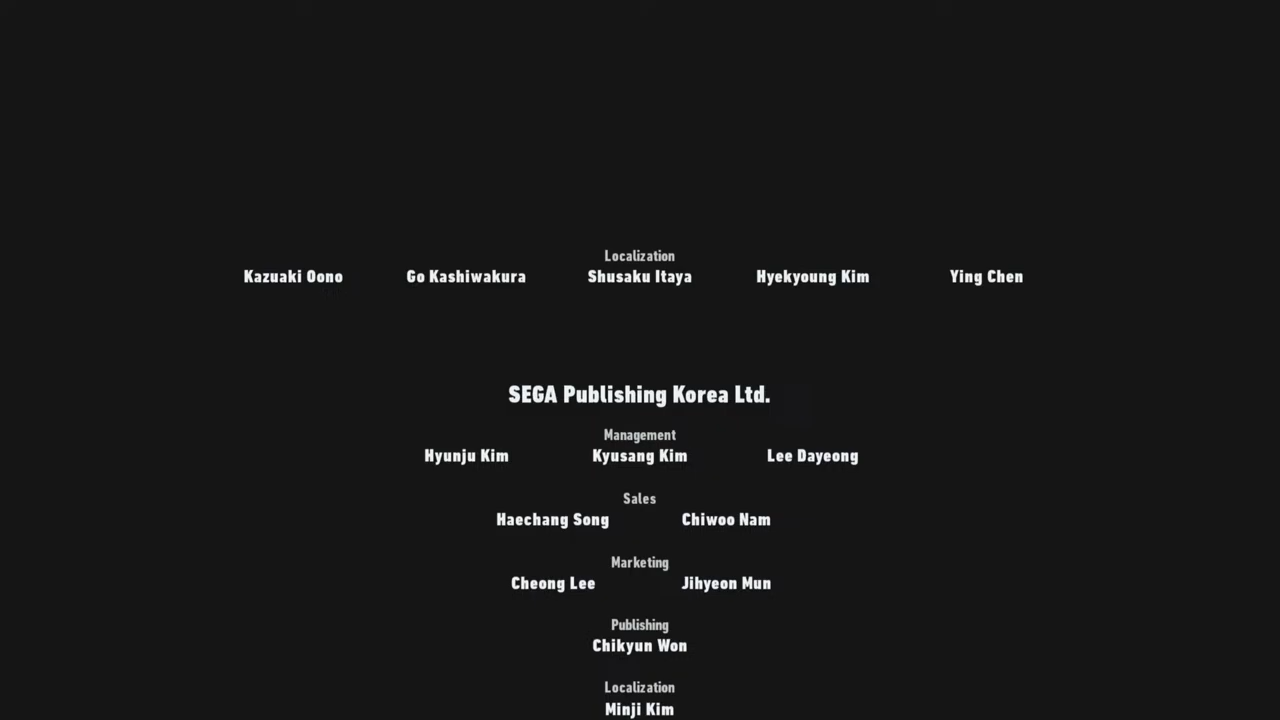 Localization
Kazuaki Oono Go Kashiwakura Shusaku Itaya Hyekyoung Kim Ying Chen
SEGA Publishing Korea Ltd.
Management
Hyunju Kim Kyusang Kim Lee Dayeong
Sales
Haechang Song Chiwoo Nam
Marketing
Cheong Lee Jihyeon Mun
Publishing
Chikyun Won
Localization
Minji Kim